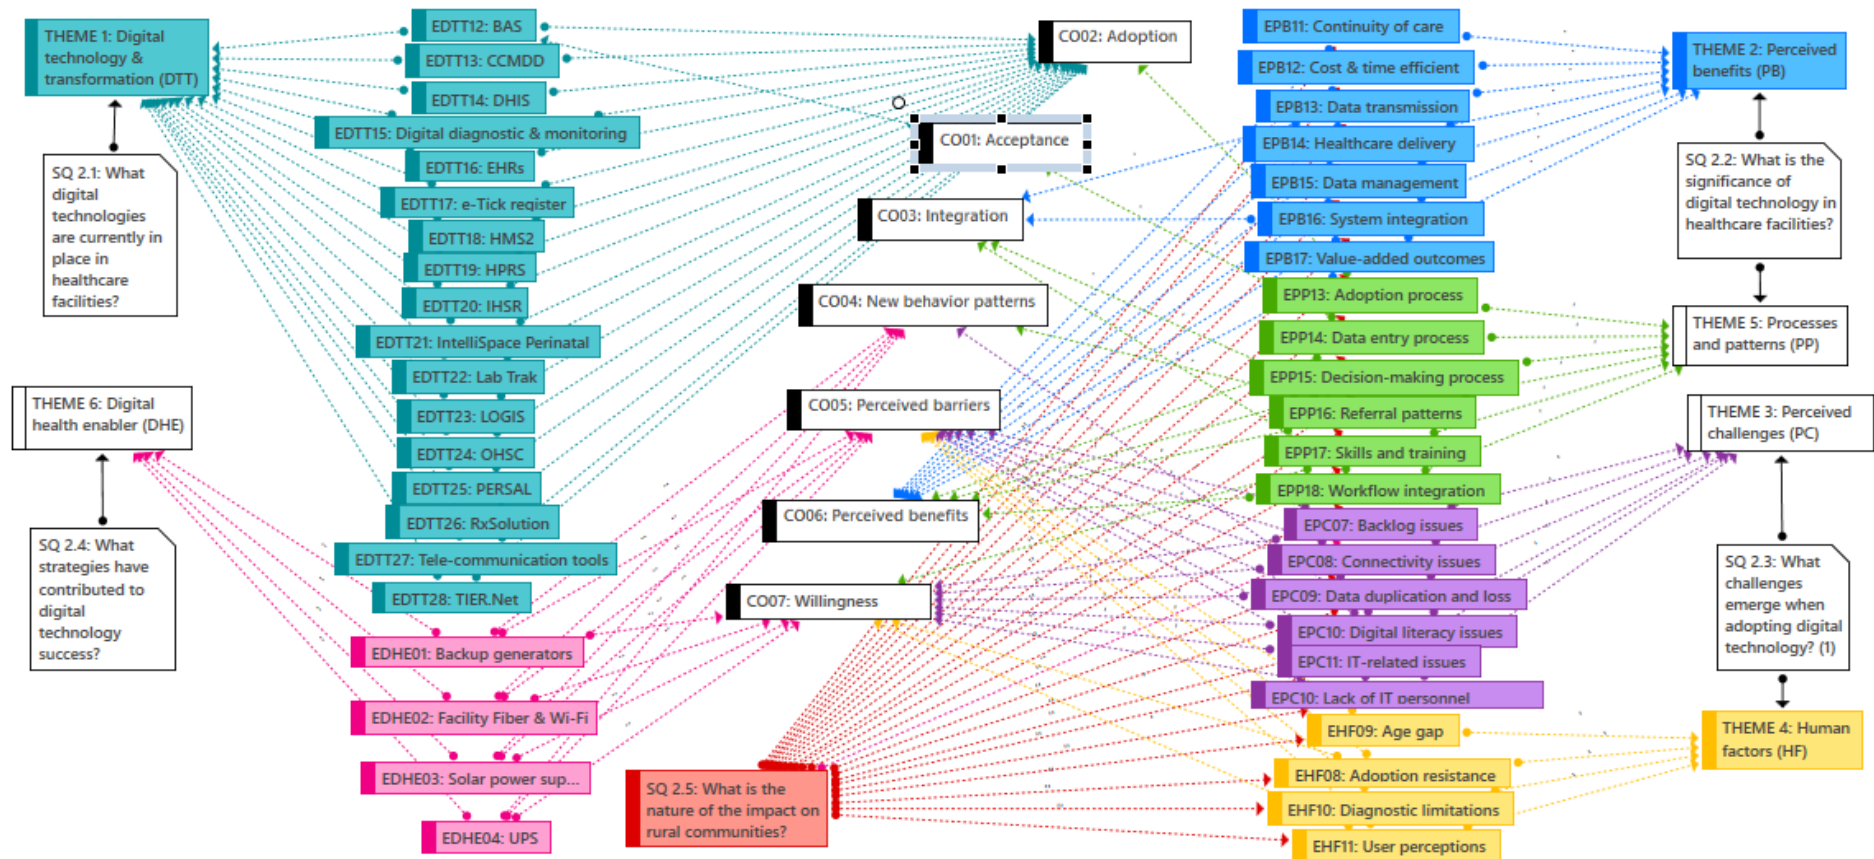 THEME 1: Digital
technology &
transformation (DTT)
SQ 2.1: What
digital
technologies
are currently in
place in
healthcare
facilities?
THEME 6: Digital
health enabler (DHE)
SQ 2.4: What
strategies have
contributed to
digital
technology
success?
EDTT12: BAS
EDTT13: CCMDD
EDTT14: DHIS
EDTT15: Digital diagnostic & monitoring
EDTT16: EHRs
EDTT17: e-Tick register
EDTT18: HMS2
EDTT19: HPRS
EDTT20: IHSR
EDTT21: IntelliSpace Perinatal
EDTT22: Lab Trak
EDTT23: LOGIS
EDTT24: OHSC
EDTT25: PERSAL
EDTT26: RxSolution
EDTT27: Tele-communication tools
EDTT28: TIER.Net
EDHE01: Backup generators
EDHE02: Facility Fiber & Wi-Fi
EDHE03: Solar power sup...
EDHE04: UPS
CO02: Adoption
CO01: Acceptance
CO03: Integration
CO04: New behavior patterns
CO05: Perceived barriers
CO06: Perceived benefits
CO07: Willingness
SQ 2.5: What is the
nature of the impact on
rural communities?
EPB11: Continuity of care
EPB12: Cost & time efficient
EPB13: Data transmission
EPB14: Healthcare delivery
EPB15: Data management
EPB16: System integration
EPB17: Value-added outcomes
EPP13: Adoption process
EPP14: Data entry process
EPP15: Decision-making process
EPP16: Referral patterns
EPP17: Skills and training
EPP18: Workflow integration
EPC07: Backlog issues
EPC08: Connectivity issues
EPC09: Data duplication and loss
EPC10: Digital literacy issues
EPC11: IT-related issues
EPC10: Lack of IT personnel
EHF09: Age gap
EHF08: Adoption resistance
EHF10: Diagnostic limitations
EHF11: User perceptions
THEME 2: Perceived
benefits (PB)
SQ 2.2: What is the
significance of
digital technology in
healthcare facilities?
THEME 5: Processes
and patterns (PP)
THEME 3: Perceived
challenges (PC)
SQ 2.3: What
challenges
emerge when
adopting digital
technology? (1)
THEME 4: Human
factors (HF)